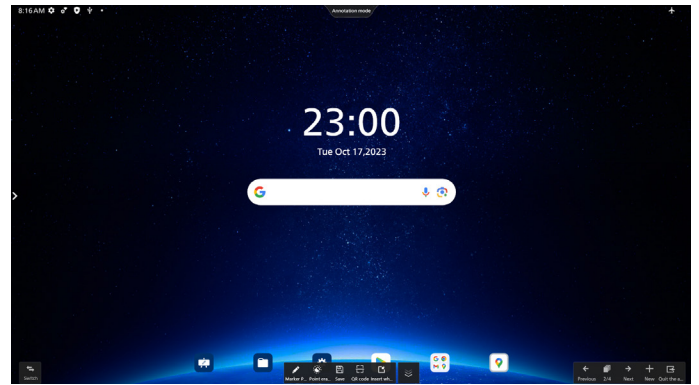 8:16 AM
Annotation mode
23:00
Tue Oct 17,2023
Switch
Marker P... Point era... Save QR code Insert wh...
Previous 2/4 Next New Quit the a...